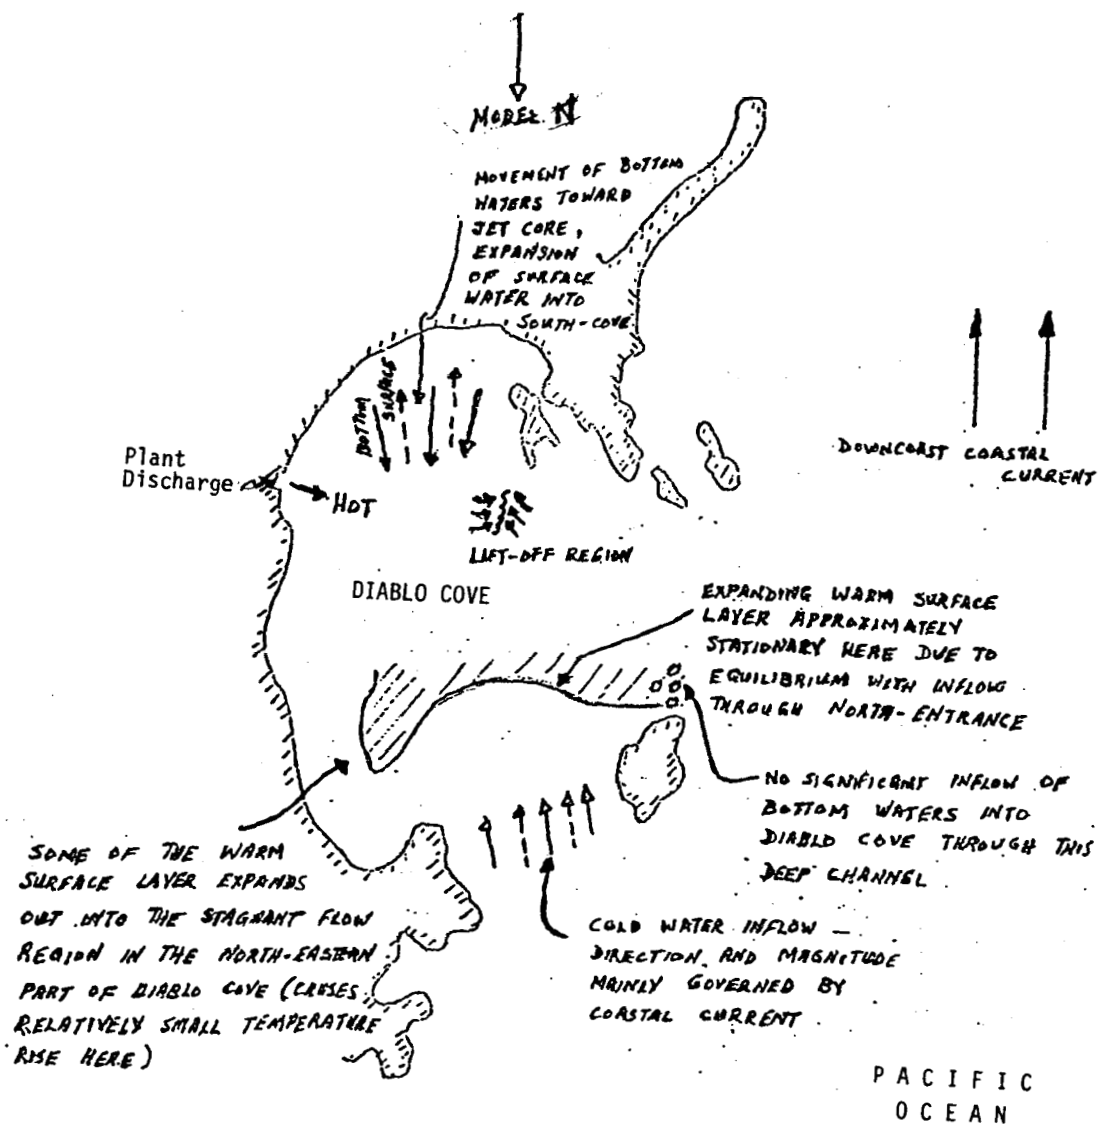 MODEL N
MOVEMENT OF BOTTOM
WATERS TOWARD
JET CORE,
EXPANSION
OF SURFACE
WATER INTO
SOUTH-COVE
BOTTOM
SURFACE
DOWNCOAST COASTAL
CURRENT
Plant
Discharge
HOT
LIFT-OFF REGION
DIABLO COVE
EXPANDING WARM SURFACE
LAYER APPROXIMATELY
STATIONARY HERE DUE TO
EQUILIBRIUM WITH INFLOW
THROUGH NORTH-ENTRANCE
NO SIGNIFICANT INFLOW OF
BOTTOM WATERS INTO
DIABLO COVE THROUGH THIS
DEEP CHANNEL
SOME OF THE WARM
SURFACE LAYER EXPANDS
OUT INTO THE STAGNANT FLOW
REGION IN THE NORTH-EASTERN
PART OF DIABLO COVE (CAUSES
RELATIVELY SMALL TEMPERATURE
RISE HERE)
COLD WATER INFLOW –
DIRECTION AND MAGNITUDE
MAINLY GOVERNED BY
COASTAL CURRENT
PACIFIC
OCEAN